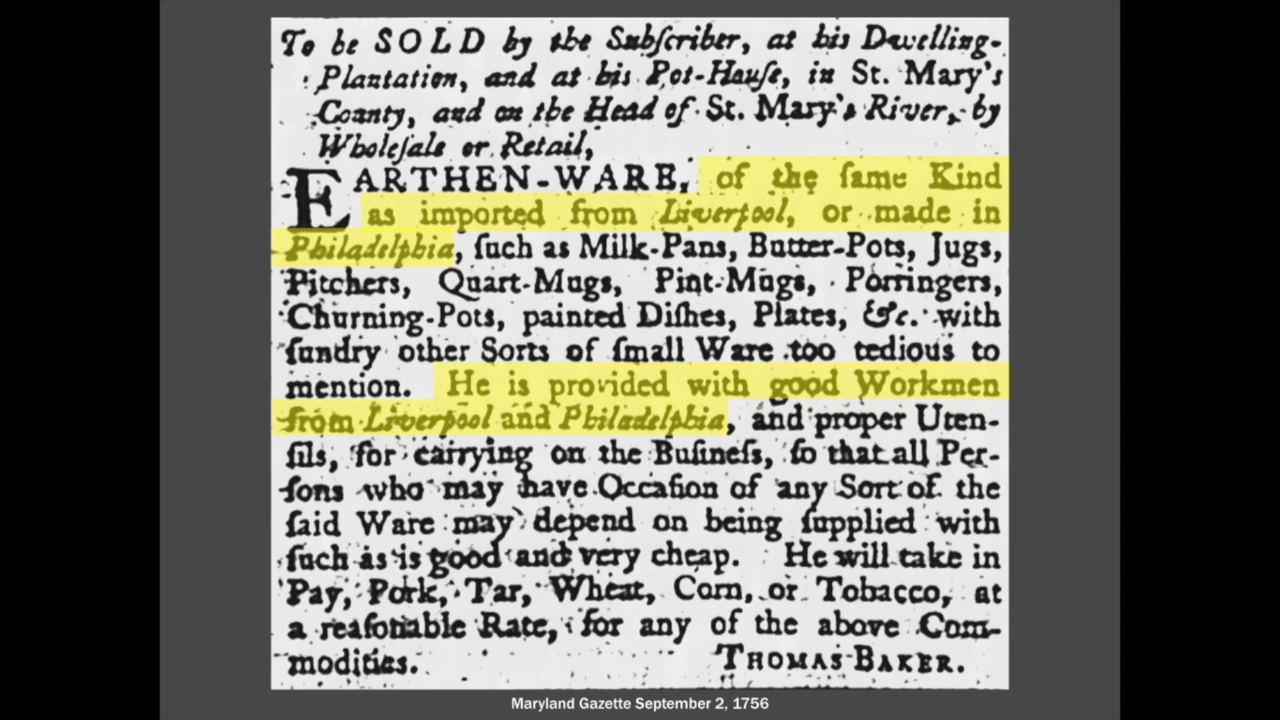 To be SOLD by the Subſcriber, at his Dwelling-
Plantation, and at his Pot-Houſe, in St. Mary's
County, and on the Head of St. Mary's River, by
Wholeſale or Retail,
EARTHEN-WARE, of the ſame Kind
as imported from Liverpool, or made in
Philadelphia, ſuch as Milk-Pans, Butter-Pots, Jugs,
Pitchers, Quart-Mugs, Pint-Mugs, Porringers,
Churning-Pots, painted Diſhes, Plates, &c. with
ſundry other Sorts of ſmall Ware too tedious to
mention. He is provided with good Workmen
from Liverpool and Philadelphia, and proper Uten-
ſils, for carrying on the Buſineſs, ſo that all Per-
ſons who may have Occaſion of any Sort of the
ſaid Ware may depend on being ſupplied with
ſuch as is good and very cheap. He will take in
Pay, Pork, Tar, Wheat, Corn, or Tobacco, at
a reaſonable Rate, for any of the above Com-
modities. THOMAS BAKER.
Maryland Gazette September 2, 1756